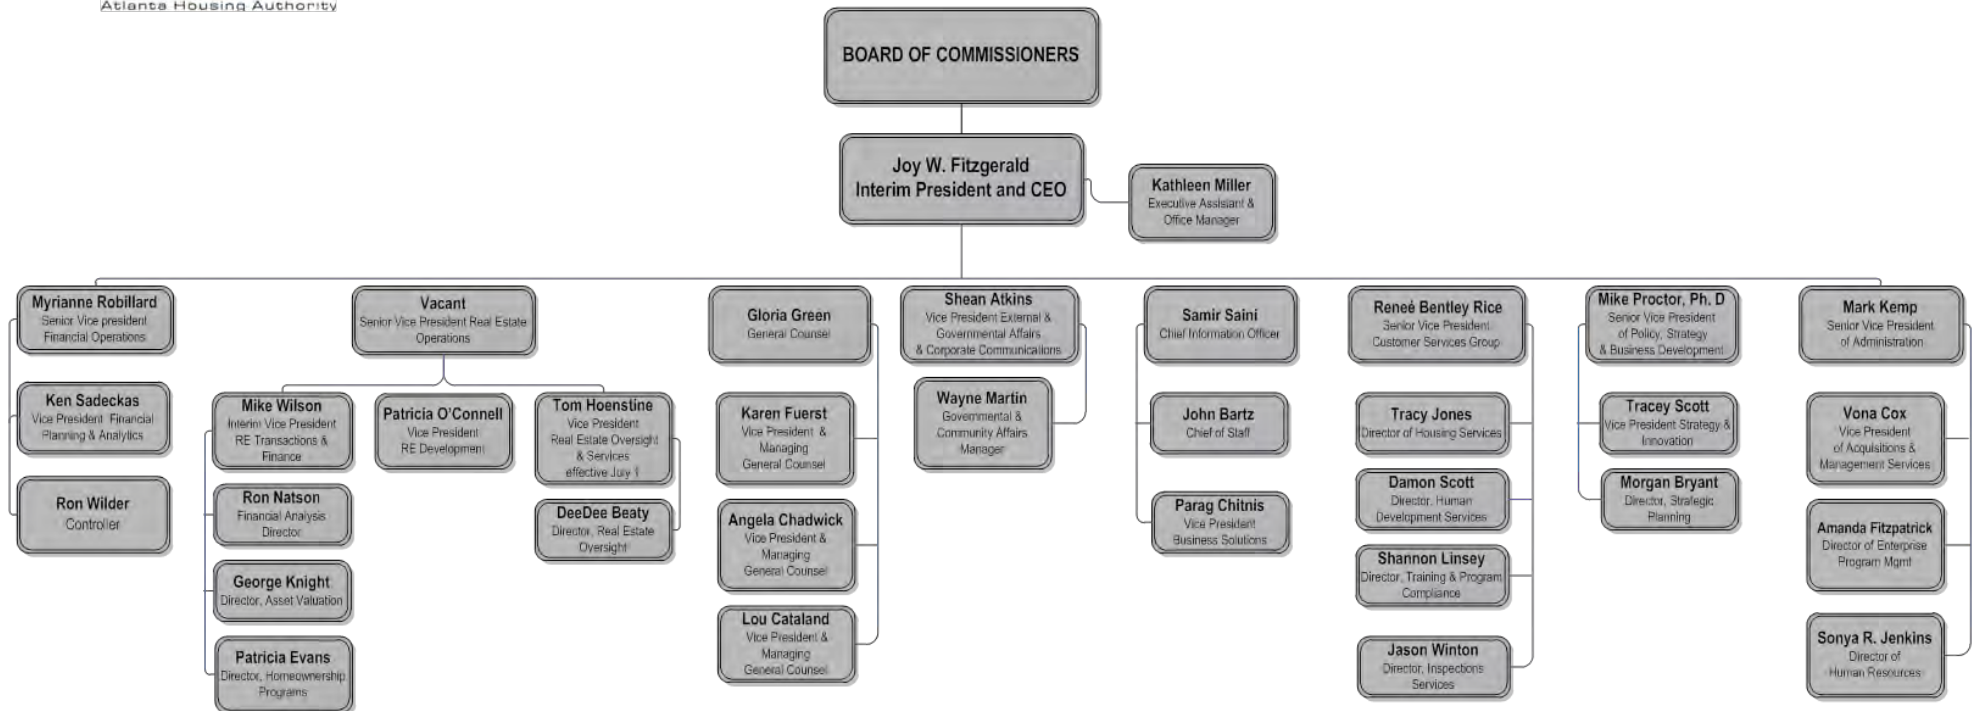 Atlanta Housing Authority
BOARD OF COMMISSIONERS
Joy W. Fitzgerald
Interim President and CEO
Kathleen Miller
Executive Assistant &
Office Manager
Myrianne Robillard
Senior Vice president
Financial Operations
Ken Sadeckas
Vice President Financial
Planning & Analytics
Ron Wilder
Controller
Vacant
Senior Vice President Real Estate
Operations
Mike Wilson
Interim Vice President
RE Transactions &
Finance
Ron Natson
Financial Analysis
Director
George Knight
Director, Asset Valuation
Patricia Evans
Director, Homeownership
Programs
Patricia O'Connell
Vice President
RE Development
Tom Hoenstine
Vice President
Real Estate Oversight
& Services
effective July 1
DeeDee Beaty
Director, Real Estate
Oversight
Gloria Green
General Counsel
Karen Fuerst
Vice President &
Managing
General Counsel
Angela Chadwick
Vice President &
Managing
General Counsel
Lou Cataland
Vice President &
Managing
General Counsel
Shean Atkins
Vice President External &
Governmental Affairs
& Corporate Communications
Wayne Martin
Governmental &
Community Affairs
Manager
Samir Saini
Chief Information Officer
John Bartz
Chief of Staff
Parag Chitnis
Vice President
Business Solutions
Reneé Bentley Rice
Senior Vice President
Customer Services Group
Tracy Jones
Director of Housing Services
Damon Scott
Director, Human
Development Services
Shannon Linsey
Director, Training & Program
Compliance
Jason Winton
Director, Inspections
Services
Mike Proctor, Ph. D
Senior Vice President
of Policy, Strategy
& Business Development
Tracey Scott
Vice President Strategy &
Innovation
Morgan Bryant
Director, Strategic
Planning
Mark Kemp
Senior Vice President
of Administration
Vona Cox
Vice President
of Acquisitions &
Management Services
Amanda Fitzpatrick
Director of Enterprise
Program Mgmt
Sonya R. Jenkins
Director of
Human Resources